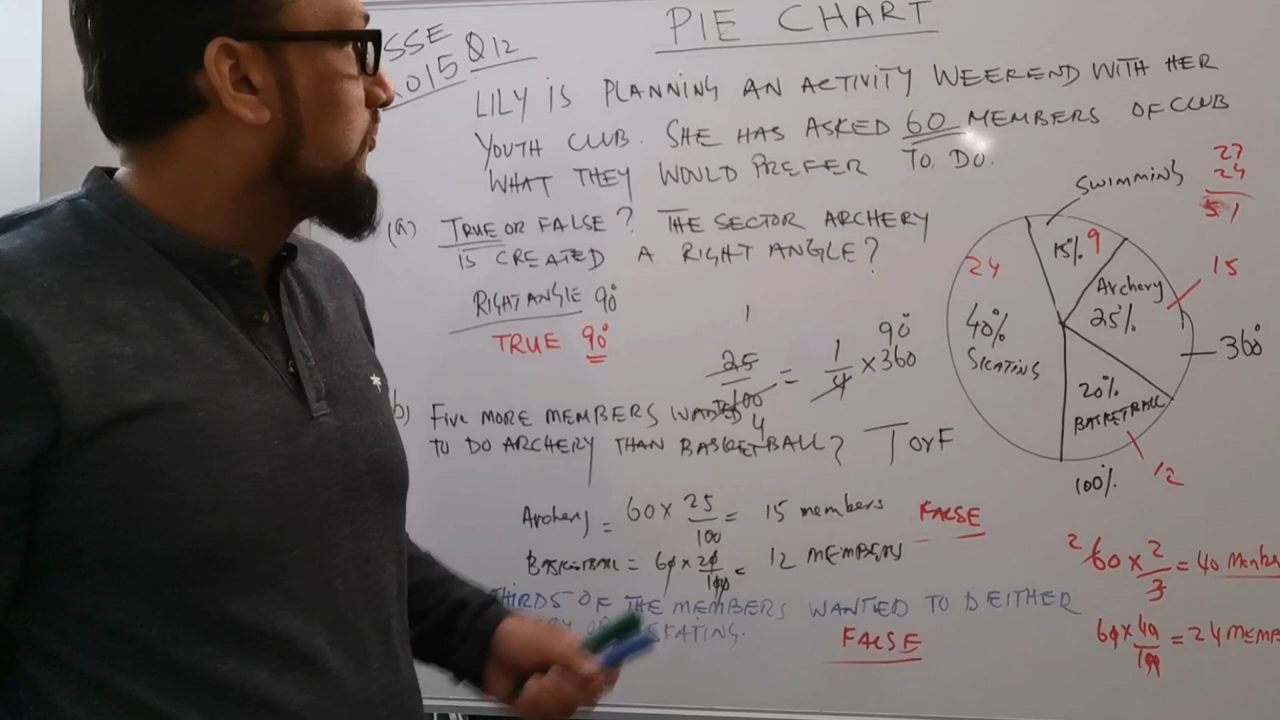 PIE CHART
SSE
2015 Q12
LILY IS PLANNING AN ACTIVITY WEEKEND WITH HER
YOUTH CLUB. SHE HAS ASKED 60 MEMBERS OF CLUB
WHAT THEY WOULD PREFER TO DO.
(a) TRUE OR FALSE? THE SECTOR ARCHERY
IS CREATED A RIGHT ANGLE?
RIGHT ANGLE 90°
TRUE 90°
1
25/100 = 1/4 × 360
4
90°
b) FIVE MORE MEMBERS WANTED
TO DO ARCHERY THAN BASKETBALL? T or F
Archery = 60 × 25/100 = 15 members FALSE
BASKETBALL = 60 × 20/100 = 12 MEMBERS
THIRDS OF THE MEMBERS WANTED TO D EITHER
SKATING.
FALSE
SWIMMING
27
24
51
15% 9
24
Archery
25%
15
40%
SKATING
360°
20%
BASKETBALL
12
100%
2 60 × 2/3 = 40 Membe
60 × 40/100 = 24 MEMB